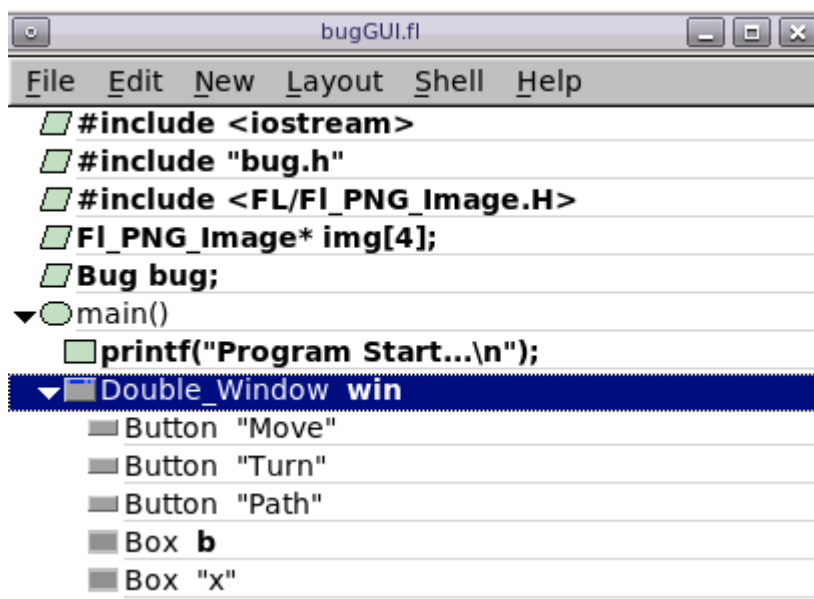 bugGUI.fl
File Edit New Layout Shell Help
#include <iostream>
#include "bug.h"
#include <FL/Fl_PNG_Image.H>
Fl_PNG_Image* img[4];
Bug bug;
main()
printf("Program Start...\n");
Double_Window win
Button "Move"
Button "Turn"
Button "Path"
Box b
Box "x"